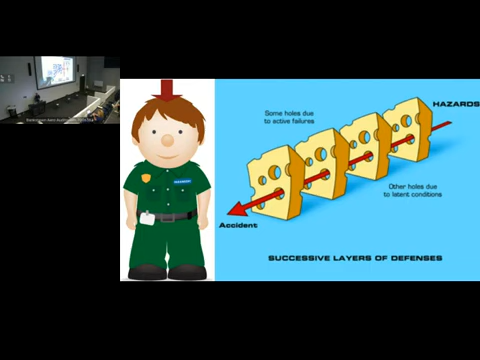 HAZARDS
Some holes due
to active failures
Other holes due
to latent conditions
Accident
SUCCESSIVE LAYERS OF DEFENSES